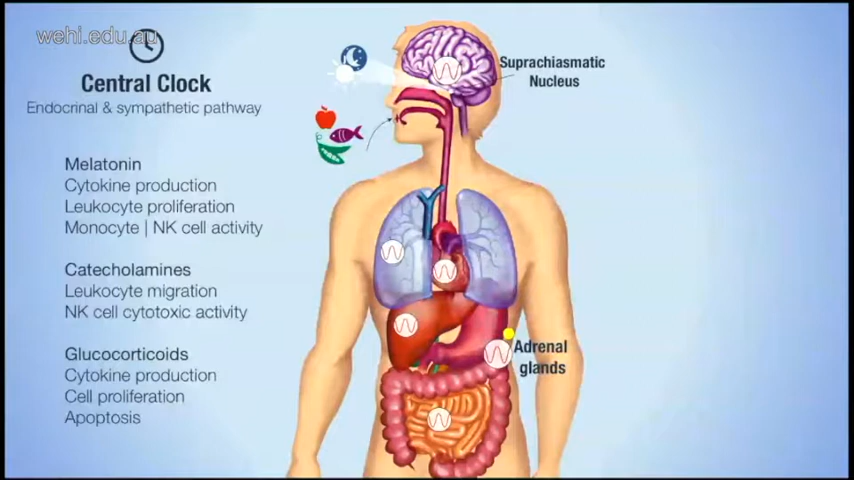 wehi.edu.au
Central Clock
Endocrinal & sympathetic pathway
Melatonin
Cytokine production
Leukocyte proliferation
Monocyte | NK cell activity
Catecholamines
Leukocyte migration
NK cell cytotoxic activity
Glucocorticoids
Cytokine production
Cell proliferation
Apoptosis
Suprachiasmatic
Nucleus
Adrenal
glands